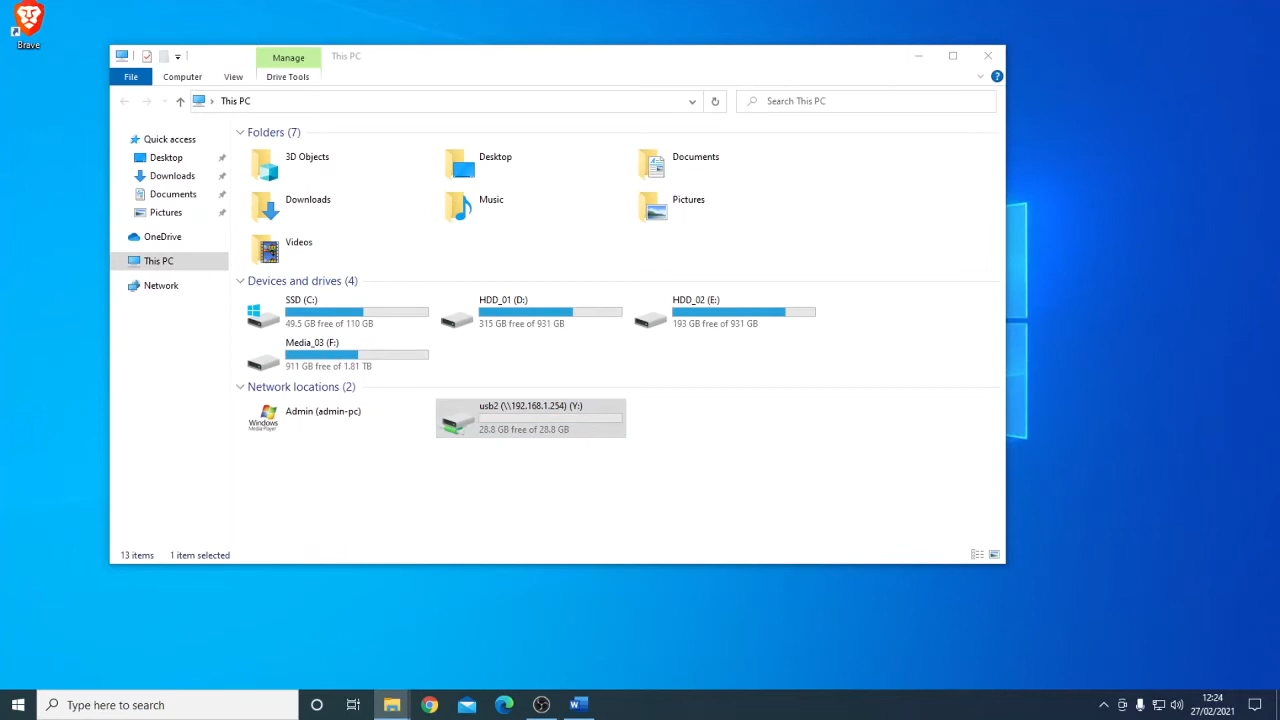 Brave
Manage
This PC
File
Computer
View
Drive Tools
This PC
Search This PC
Quick access
Desktop
Downloads
Documents
Pictures
OneDrive
This PC
Network
Folders (7)
3D Objects
Desktop
Documents
Downloads
Music
Pictures
Videos
Devices and drives (4)
SSD (C:)
49.5 GB free of 110 GB
HDD_01 (D:)
315 GB free of 931 GB
HDD_02 (E:)
193 GB free of 931 GB
Media_03 (F:)
911 GB free of 1.81 TB
Network locations (2)
Windows
Media Player
Admin (admin-pc)
usb2 (\\192.168.1.254) (Y:)
28.8 GB free of 28.8 GB
13 items
1 item selected
Type here to search
12:24
27/02/2021